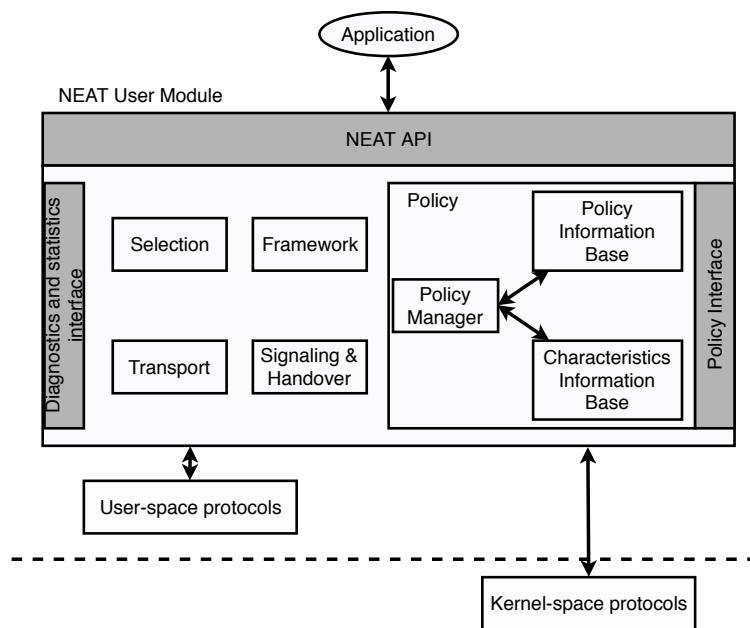 Application
NEAT User Module
NEAT API
Diagnostics and statistics
interface
Selection
Framework
Transport
Signaling &
Handover
Policy
Policy
Manager
Policy
Information
Base
Characteristics
Information
Base
Policy Interface
User-space protocols
Kernel-space protocols